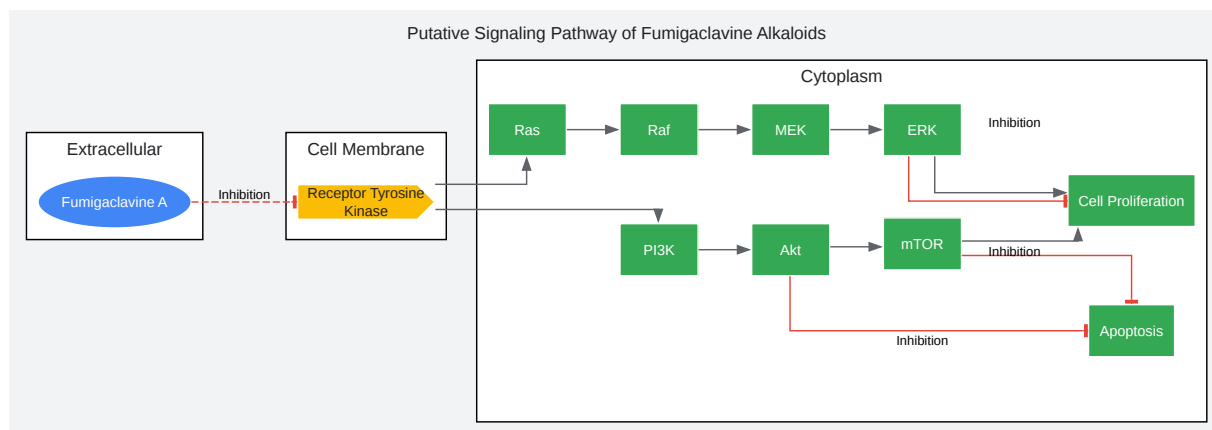 Putative Signaling Pathway of Fumigaclavine Alkaloids
Extracellular
Fumigaclavine A
Inhibition
Cell Membrane
Receptor Tyrosine
Kinase
Cytoplasm
Ras
Raf
MEK
ERK
Inhibition
Cell Proliferation
PI3K
Akt
mTOR
Inhibition
Apoptosis
Inhibition